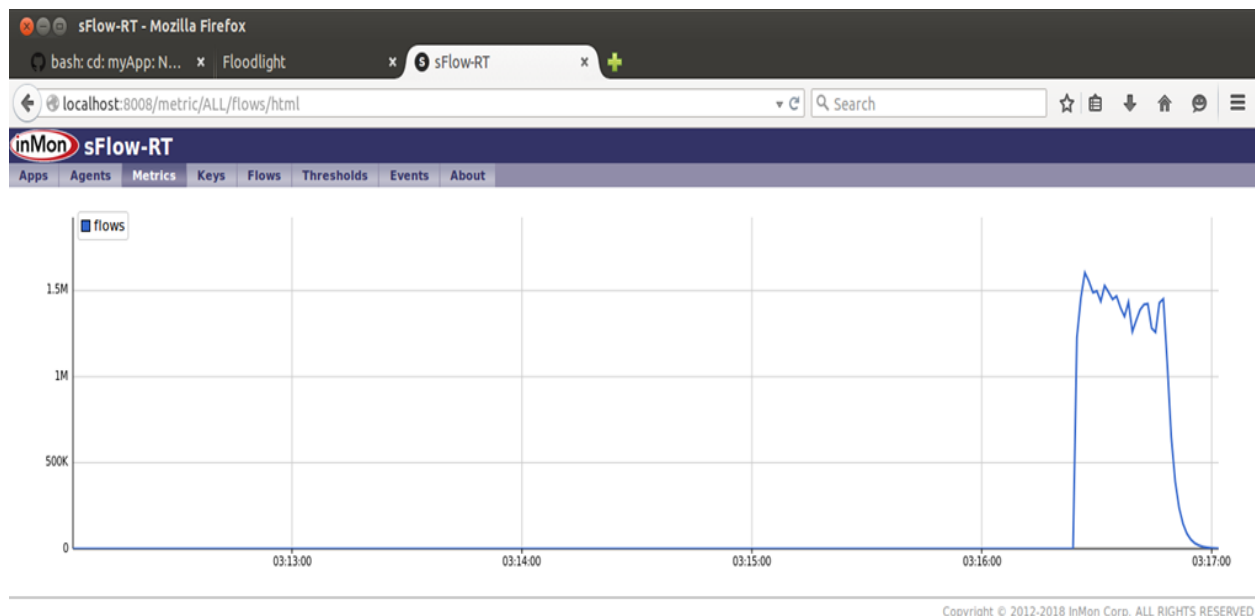 sFlow-RT - Mozilla Firefox
bash: cd: myApp: N... × Floodlight × S sFlow-RT ×
localhost:8008/metric/ALL/flows/html Search
inMon sFlow-RT
Apps Agents Metrics Keys Flows Thresholds Events About
flows
1.5M
1M
500K
0
03:13:00 03:14:00 03:15:00 03:16:00 03:17:00
Copyright © 2012-2018 InMon Corp. ALL RIGHTS RESERVED